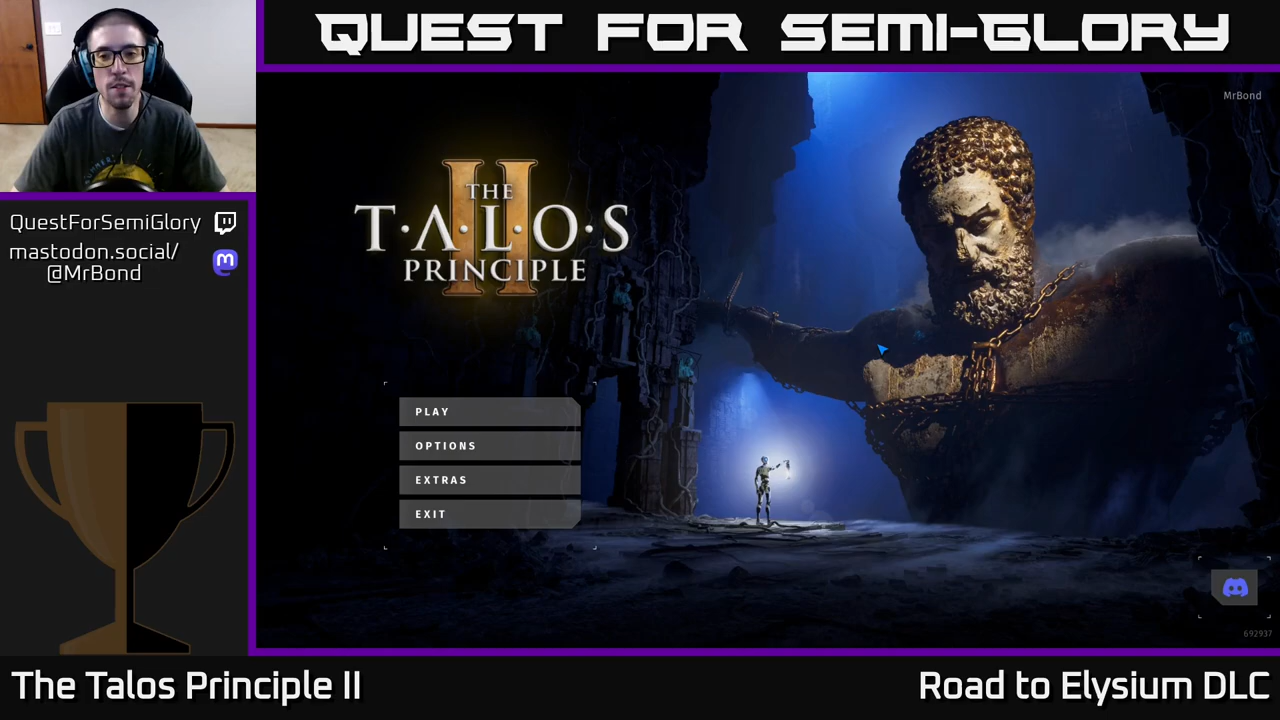 QUEST FOR SEMI-GLORY
QuestForSemiGlory
mastodon.social/
@MrBond
MrBond
II
THE
T·A·L·O·S
PRINCIPLE
PLAY
OPTIONS
EXTRAS
EXIT
692937
The Talos Principle II
Road to Elysium DLC